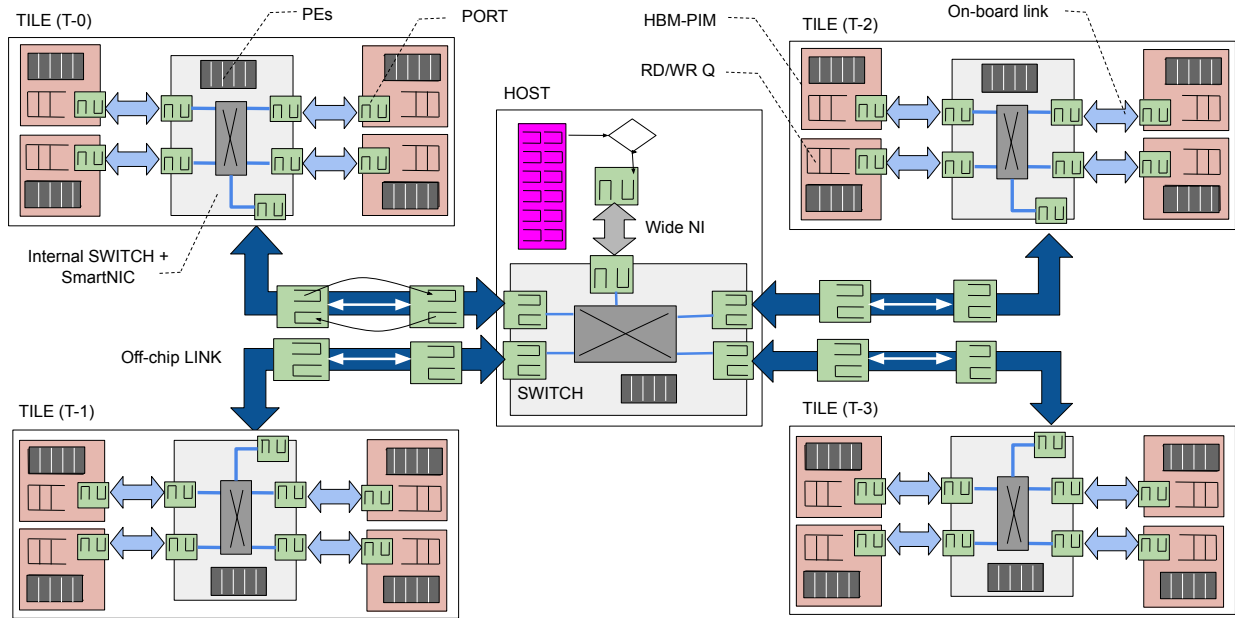 TILE (T-0)
PEs
PORT
HBM-PIM
TILE (T-2)
On-board link
RD/WR Q
HOST
Wide NI
Internal SWITCH +
SmartNIC
Off-chip LINK
SWITCH
TILE (T-1)
TILE (T-3)